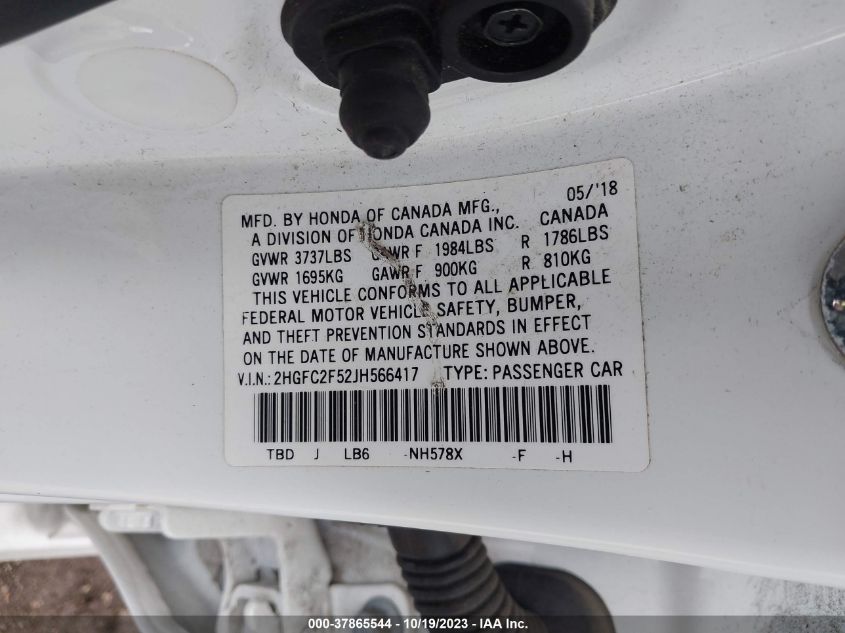 05/'18
MFD. BY HONDA OF CANADA MFG.,
A DIVISION OF HONDA CANADA INC. CANADA
GVWR 3737LBS GAWR F 1984LBS R 1786LBS
GVWR 1695KG GAWR F 900KG R 810KG
THIS VEHICLE CONFORMS TO ALL APPLICABLE
FEDERAL MOTOR VEHICLE SAFETY, BUMPER,
AND THEFT PREVENTION STANDARDS IN EFFECT
ON THE DATE OF MANUFACTURE SHOWN ABOVE.
V.I.N.: 2HGFC2F52JH566417 TYPE: PASSENGER CAR
TBD J LB6 -NH578X -F -H
000-37865544 - 10/19/2023 - IAA Inc.